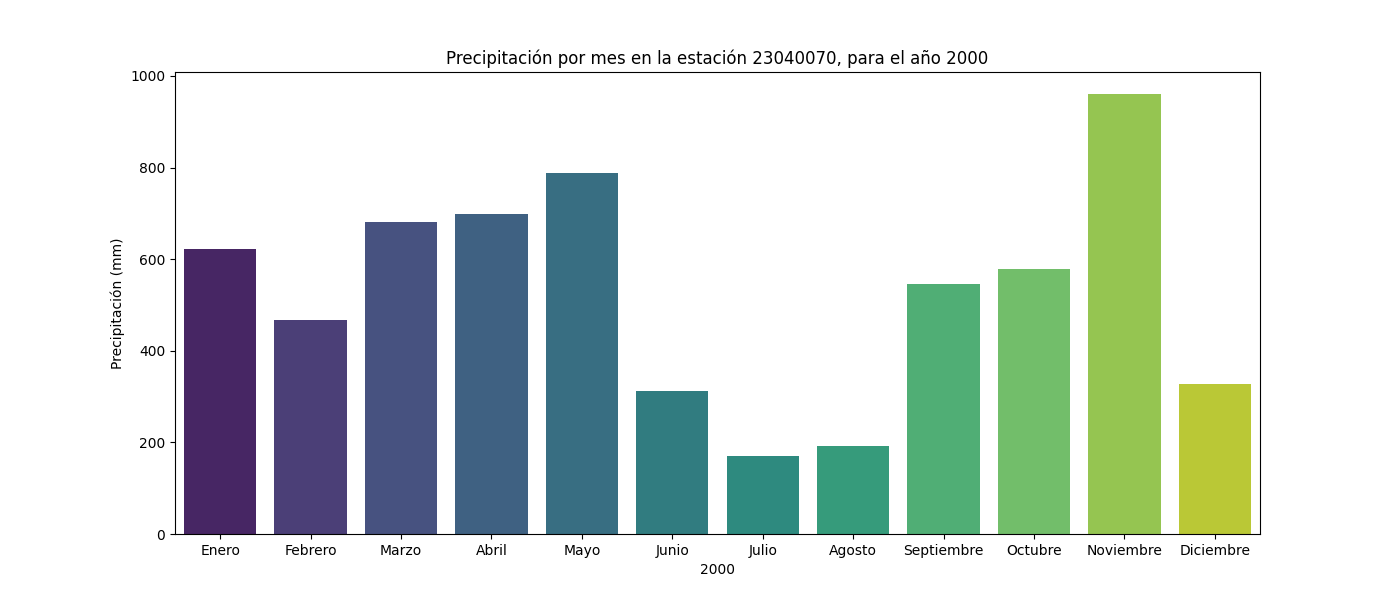 Precipitación por mes en la estación 23040070, para el año 2000
Precipitación (mm)
1000
800
600
400
200
0
Enero Febrero Marzo Abril Mayo Junio Julio Agosto Septiembre Octubre Noviembre Diciembre
2000